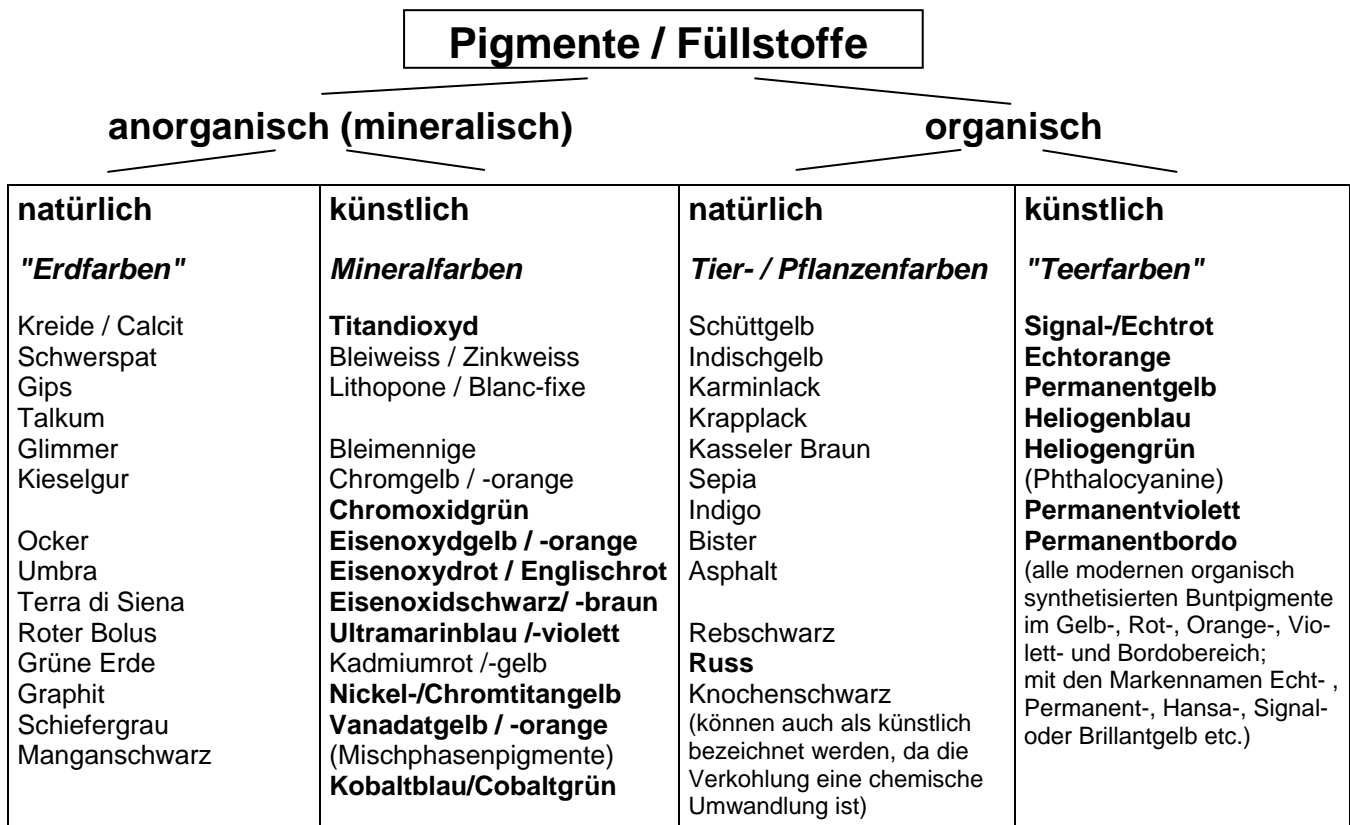 Pigmente / Füllstoffe
anorganisch (mineralisch)
organisch
natürlich
"Erdfarben"
Kreide / Calcit
Schwerspat
Gips
Talkum
Glimmer
Kieselgur
Ocker
Umbra
Terra di Siena
Roter Bolus
Grüne Erde
Graphit
Schiefergrau
Manganschwarz
künstlich
Mineralfarben
Titandioxyd
Bleiweiss / Zinkweiss
Lithopone / Blanc-fixe
Bleimennige
Chromgelb / -orange
Chromoxidgrün
Eisenoxydgelb / -orange
Eisenoxydrot / Englischrot
Eisenoxidschwarz/ -braun
Ultramarinblau /-violett
Kadmiumrot /-gelb
Nickel-/Chromtitangelb
Vanadatgelb / -orange
(Mischphasenpigmente)
Kobaltblau/Cobaltgrün
natürlich
Tier- / Pflanzenfarben
Schüttgelb
Indischgelb
Karminlack
Krapplack
Kasseler Braun
Sepia
Indigo
Bister
Asphalt
Rebschwarz
Russ
Knochenschwarz
(können auch als künstlich
bezeichnet werden, da die
Verkohlung eine chemische
Umwandlung ist)
künstlich
"Teerfarben"
Signal-/Echtrot
Echtorange
Permanentgelb
Heliogenblau
Heliogengrün
(Phthalocyanine)
Permanentviolett
Permanentbordo
(alle modernen organisch
synthetisierten Buntpigmente
im Gelb-, Rot-, Orange-, Vio-
lett- und Bordobereich;
mit den Markennamen Echt- ,
Permanent-, Hansa-, Signal-
oder Brillantgelb etc.)